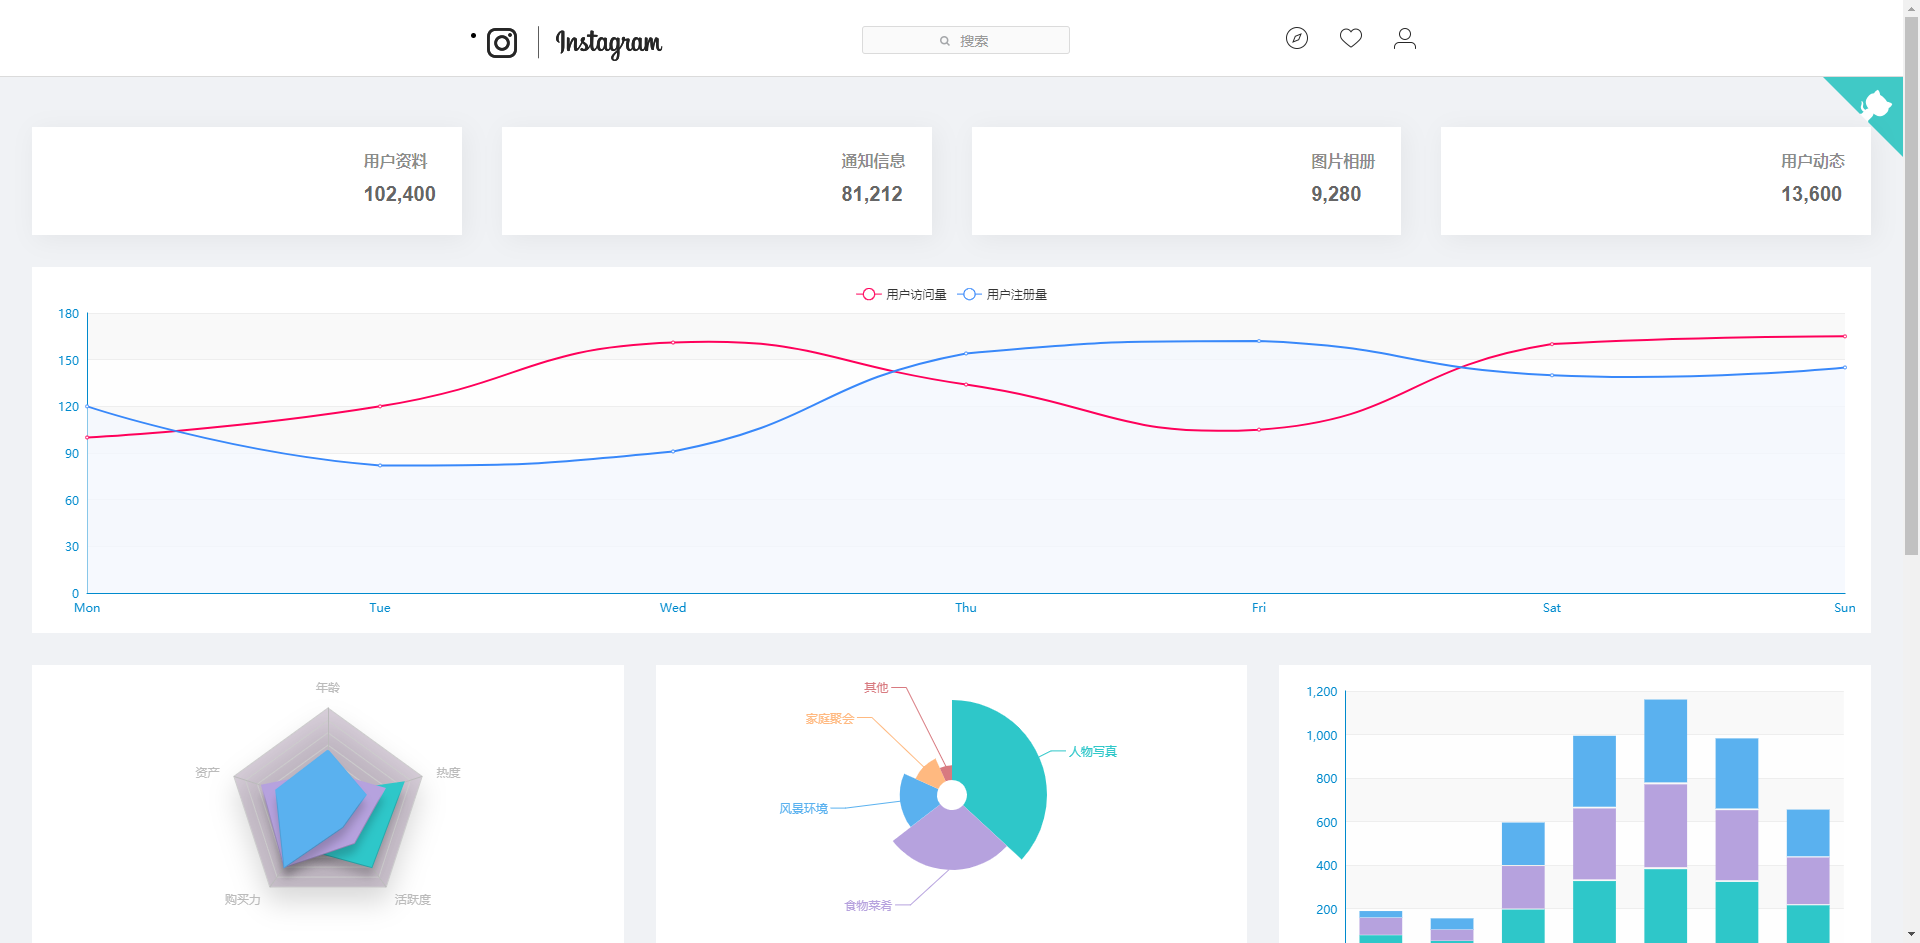 Instagram
搜索
用户资料
102,400
通知信息
81,212
图片相册
9,280
用户动态
13,600
用户访问量 用户注册量
180
150
120
90
60
30
0
Mon Tue Wed Thu Fri Sat Sun
年龄
热度
资产
购买力
活跃度
其他
家庭聚会
人物写真
风景环境
食物菜肴
1,200
1,000
800
600
400
200